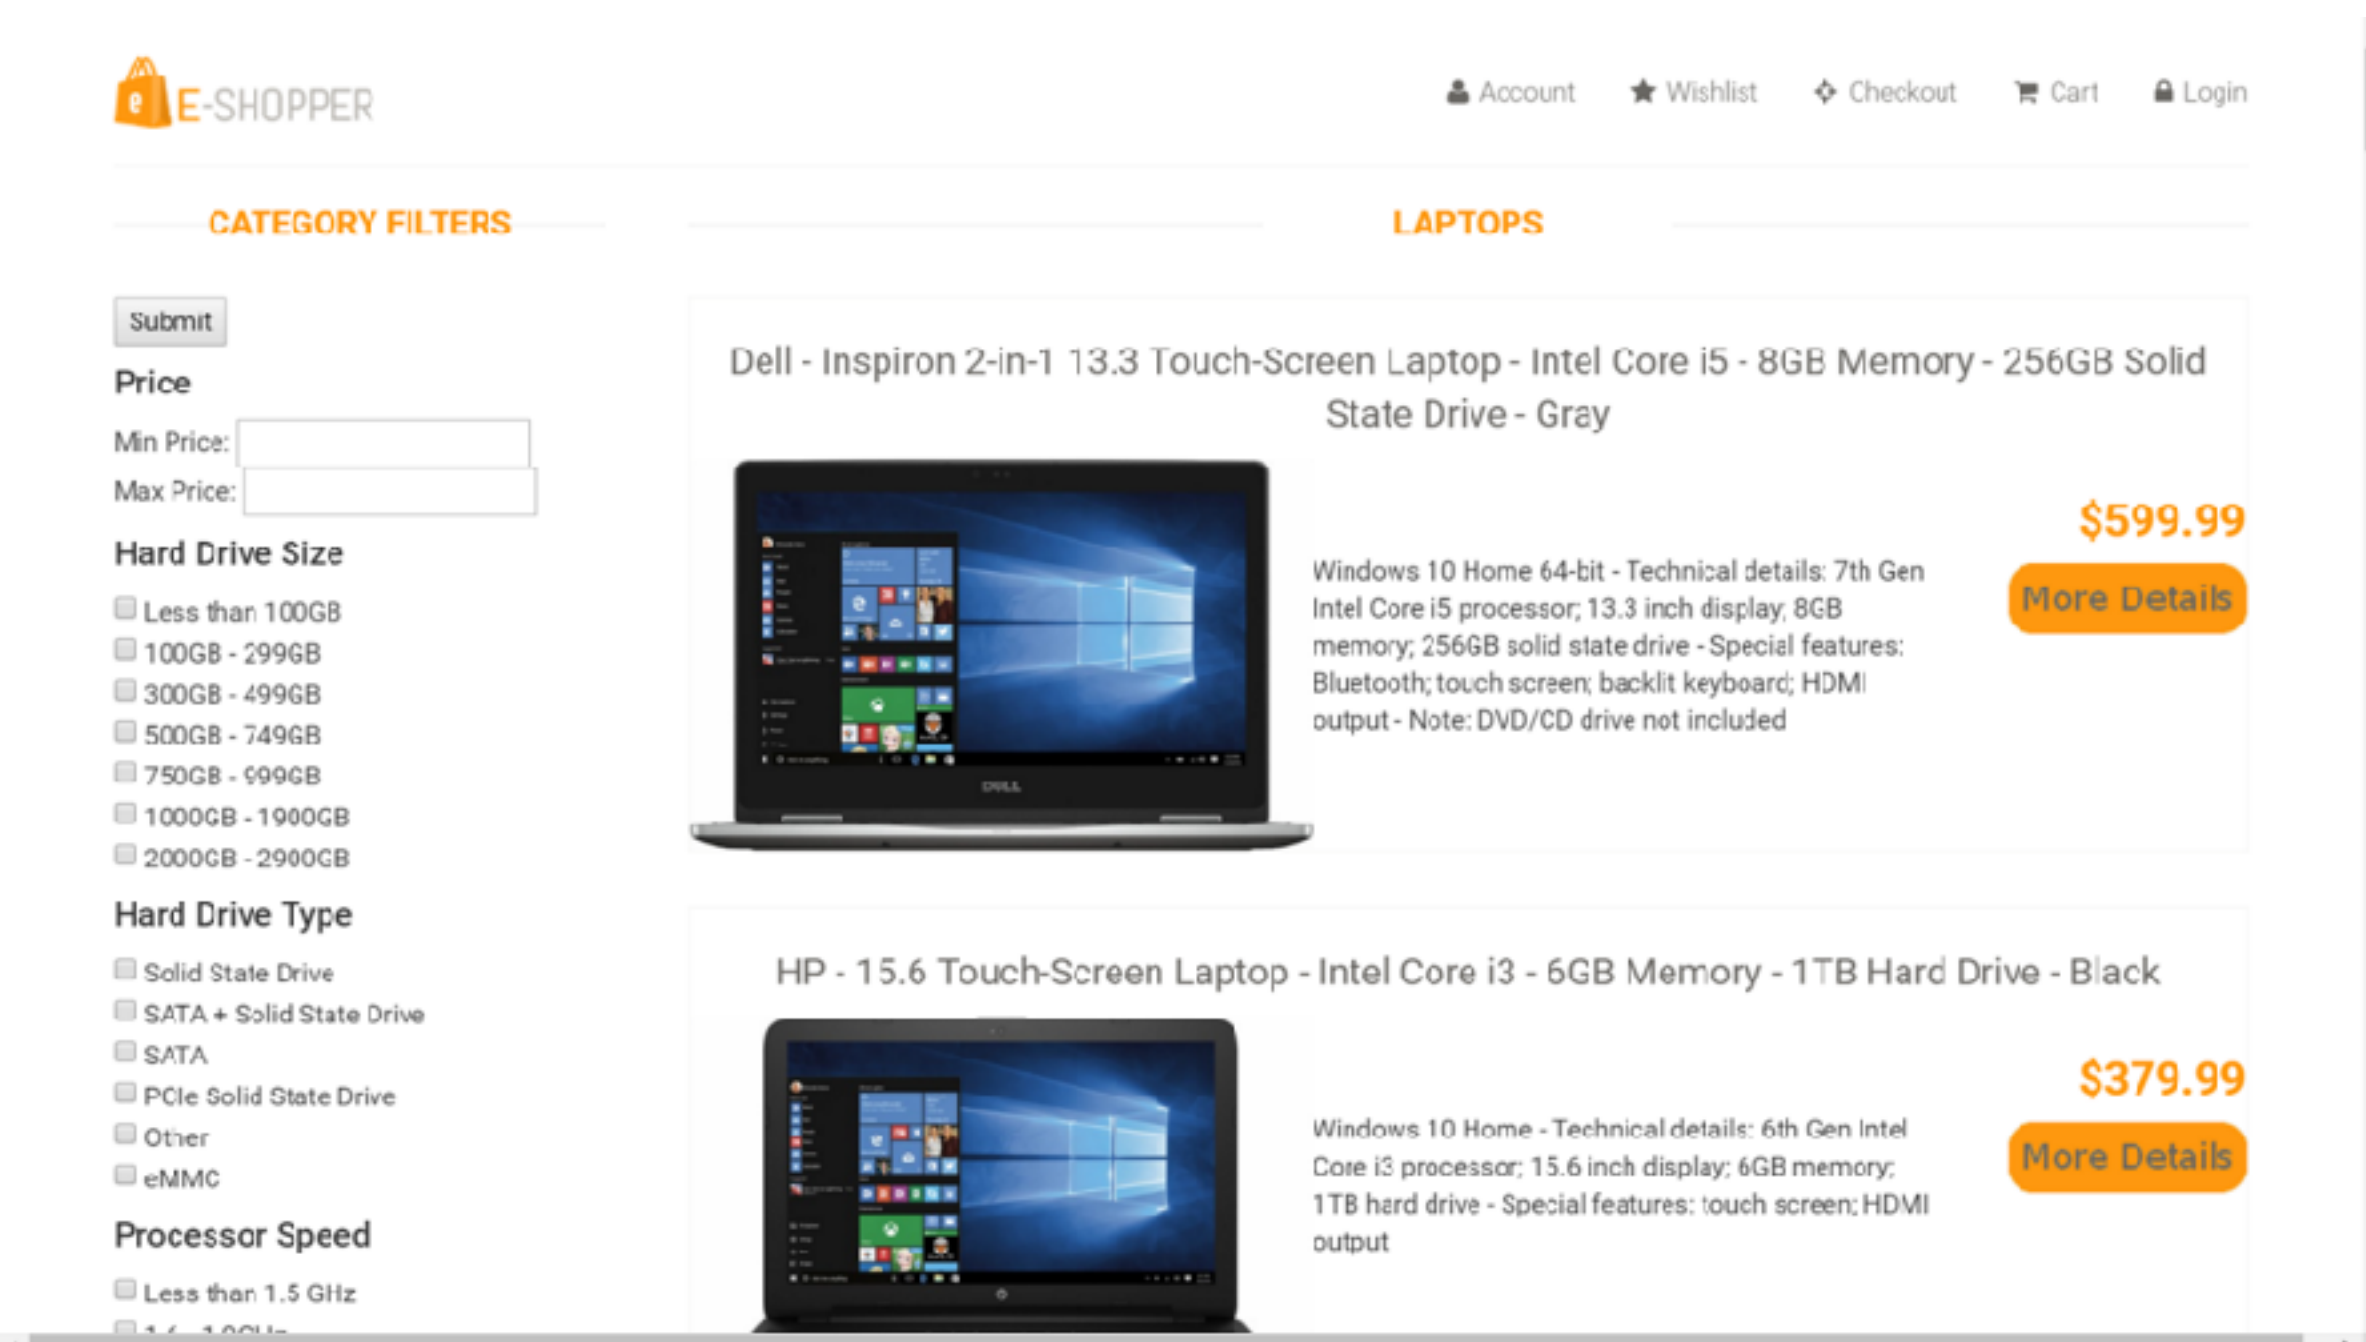 E-SHOPPER
Account Wishlist Checkout Cart Login
CATEGORY FILTERS
Submit
Price
Min Price:
Max Price:
Hard Drive Size
Less than 100GB
100GB - 299GB
300GB - 499GB
500GB - 749GB
750GB - 999GB
1000GB - 1900GB
2000GB - 2900GB
Hard Drive Type
Solid State Drive
SATA + Solid State Drive
SATA
PCIe Solid State Drive
Other
eMMC
Processor Speed
Less than 1.5 GHz
LAPTOPS
Dell - Inspiron 2-in-1 13.3 Touch-Screen Laptop - Intel Core i5 - 8GB Memory - 256GB Solid
State Drive - Gray
DELL
$599.99
More Details
Windows 10 Home 64-bit - Technical details: 7th Gen
Intel Core i5 processor; 13.3 inch display; 8GB
memory; 256GB solid state drive - Special features:
Bluetooth; touch screen; backlit keyboard; HDMI
output - Note: DVD/CD drive not included
HP - 15.6 Touch-Screen Laptop - Intel Core i3 - 6GB Memory - 1TB Hard Drive - Black
$379.99
More Details
Windows 10 Home - Technical details: 6th Gen Intel
Core i3 processor; 15.6 inch display; 6GB memory;
1TB hard drive - Special features: touch screen; HDMI
output